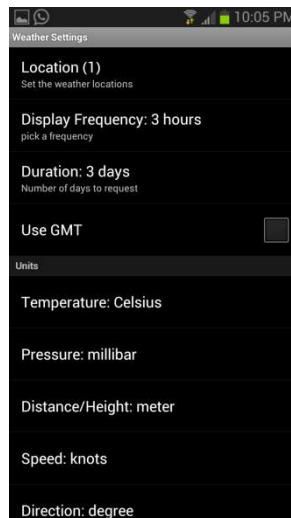 10:05 PM
Weather Settings
Location (1)
Set the weather locations
Display Frequency: 3 hours
pick a frequency
Duration: 3 days
Number of days to request
Use GMT
Units
Temperature: Celsius
Pressure: millibar
Distance/Height: meter
Speed: knots
Direction: degree